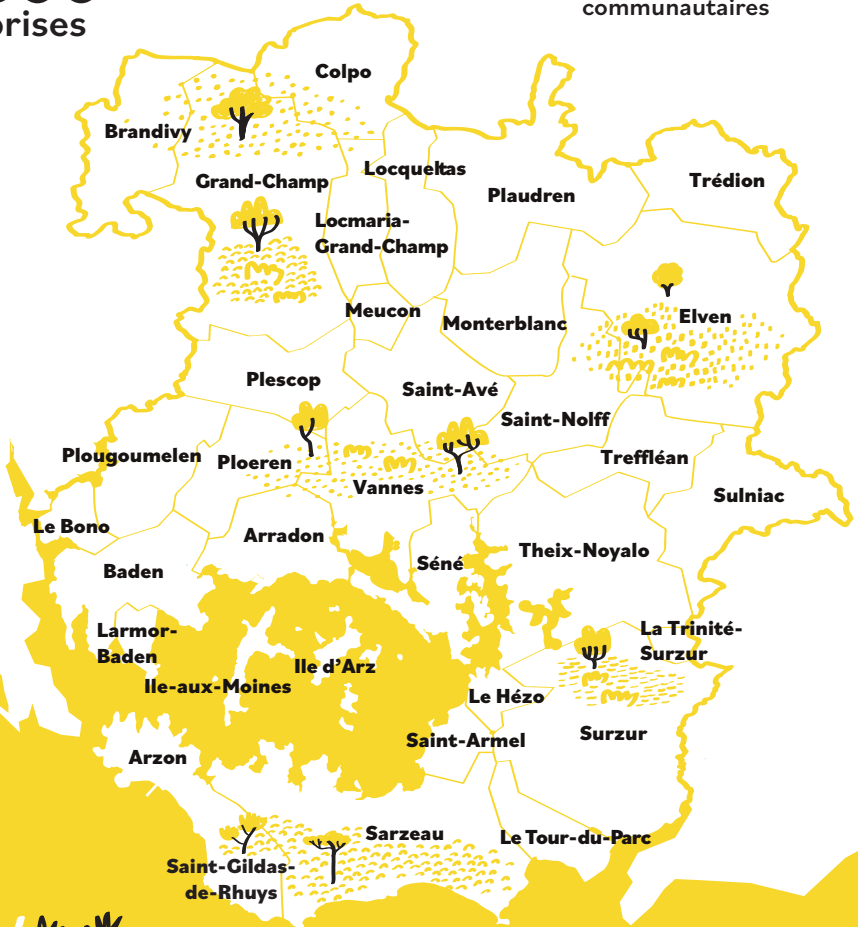 prises
communautaires
Colpo
Brandivy
Locqueltas
Grand-Champ
Trédion
Plaudren
Locmaria-
Grand-Champ
Meucon
Monterblanc
Elven
Plescop
Saint-Avé
Saint-Nolff
Plougoumelen
Ploeren
Treffléan
Vannes
Sulniac
Le Bono
Arradon
Theix-Noyalo
Séné
Baden
Larmor-
Baden
La Trinité-
Surzur
Ile d'Arz
Ile-aux-Moines
Le Hézo
Surzur
Saint-Armel
Arzon
Sarzeau
Le Tour-du-Parc
Saint-Gildas-
de-Rhuys